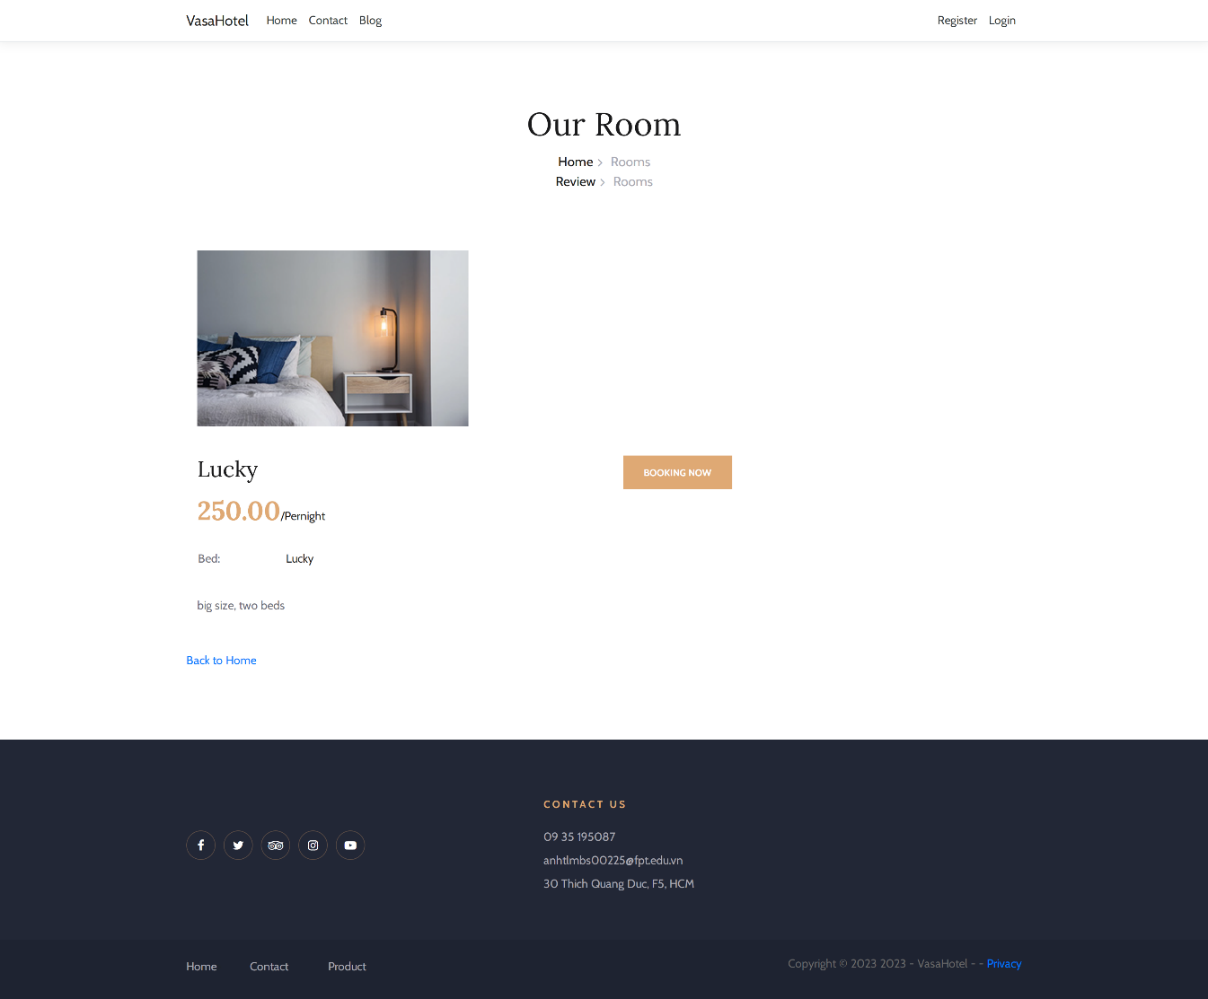 VasaHotel Home Contact Blog Register Login
Our Room
Home > Rooms
Review > Rooms
Lucky
BOOKING NOW
250.00/Pernight
Bed: Lucky
big size, two beds
Back to Home
CONTACT US
09 35 195087
anhtlmbs00225@fpt.edu.vn
30 Thich Quang Duc, F5, HCM
Home Contact Product
Copyright © 2023 2023 - VasaHotel - - Privacy